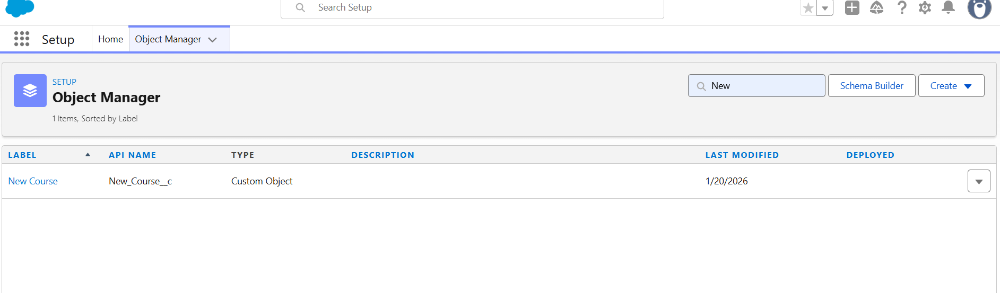 Search Setup
Setup Home Object Manager
SETUP
Object Manager
1 Items, Sorted by Label
New Schema Builder Create
LABEL API NAME TYPE DESCRIPTION LAST MODIFIED DEPLOYED
New Course New_Course__c Custom Object 1/20/2026